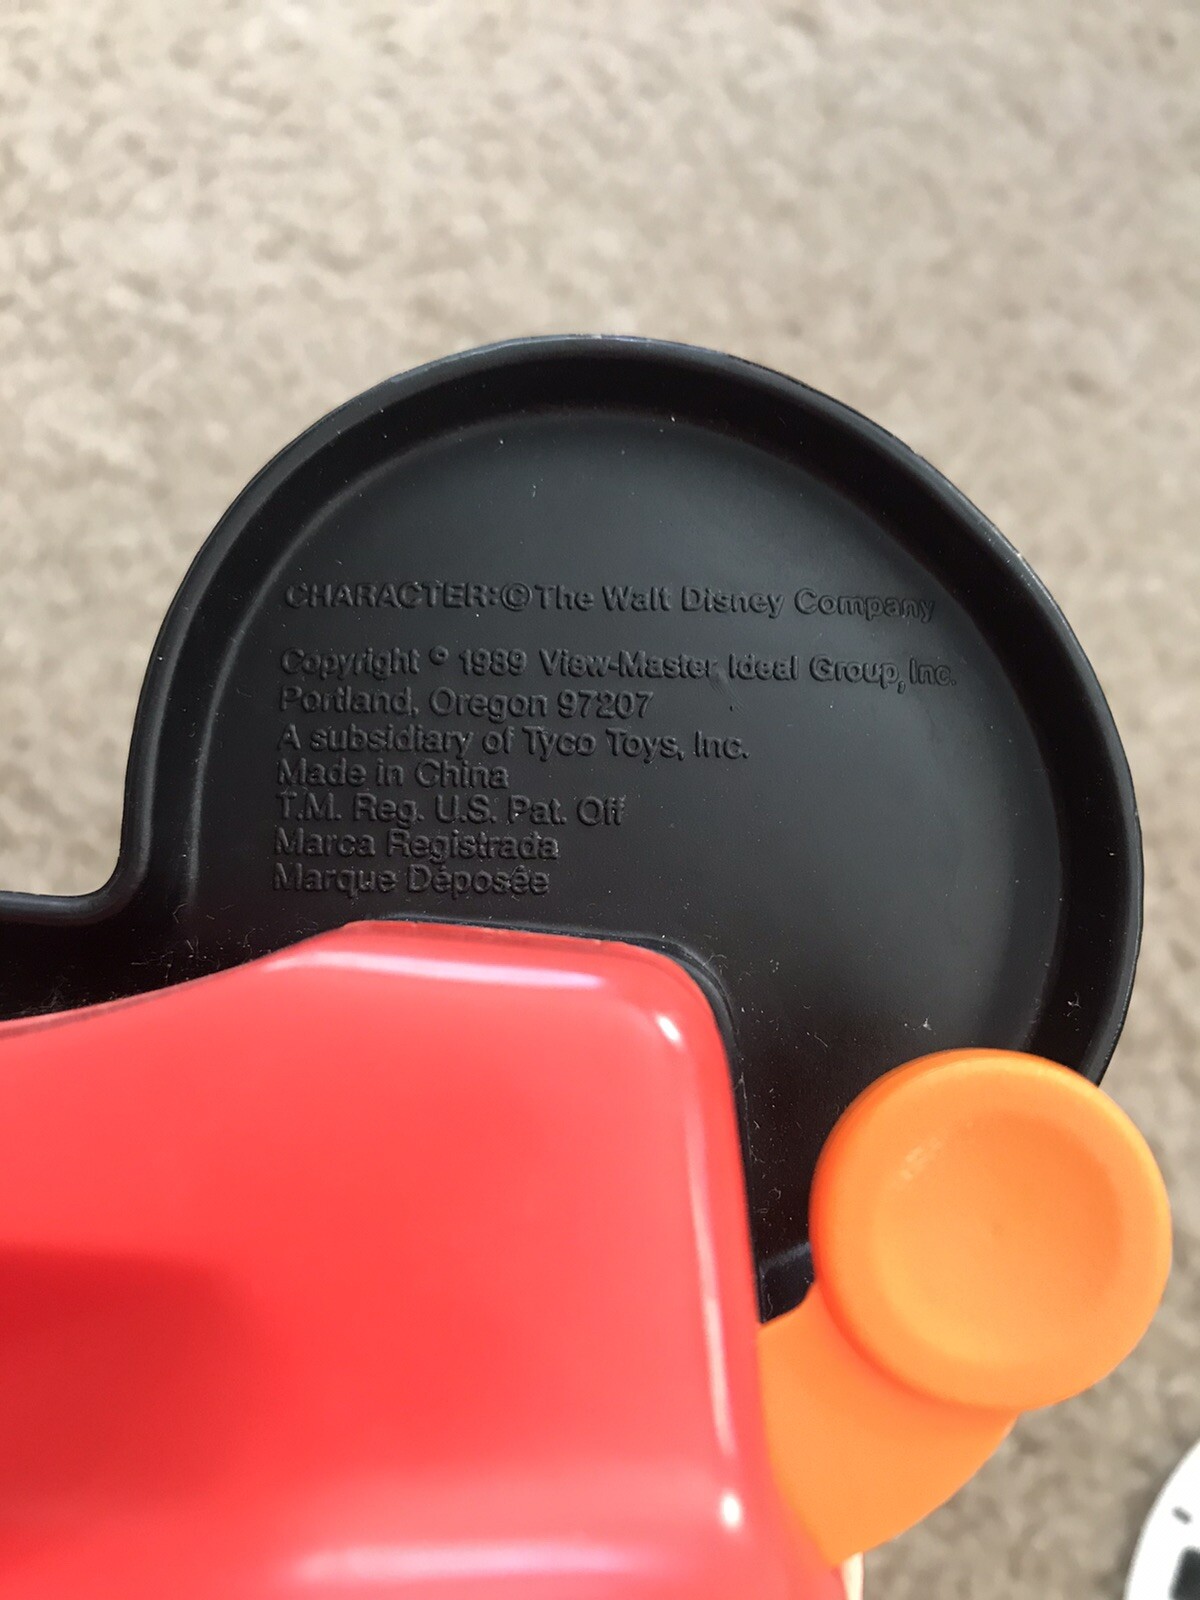 CHARACTER:©The Walt Disney Company
Copyright © 1989 View-Master Ideal Group, Inc.
Portland, Oregon 97207
A subsidiary of Tyco Toys, Inc.
Made in China
T.M. Reg. U.S. Pat. Off
Marca Registrada
Marque Déposée